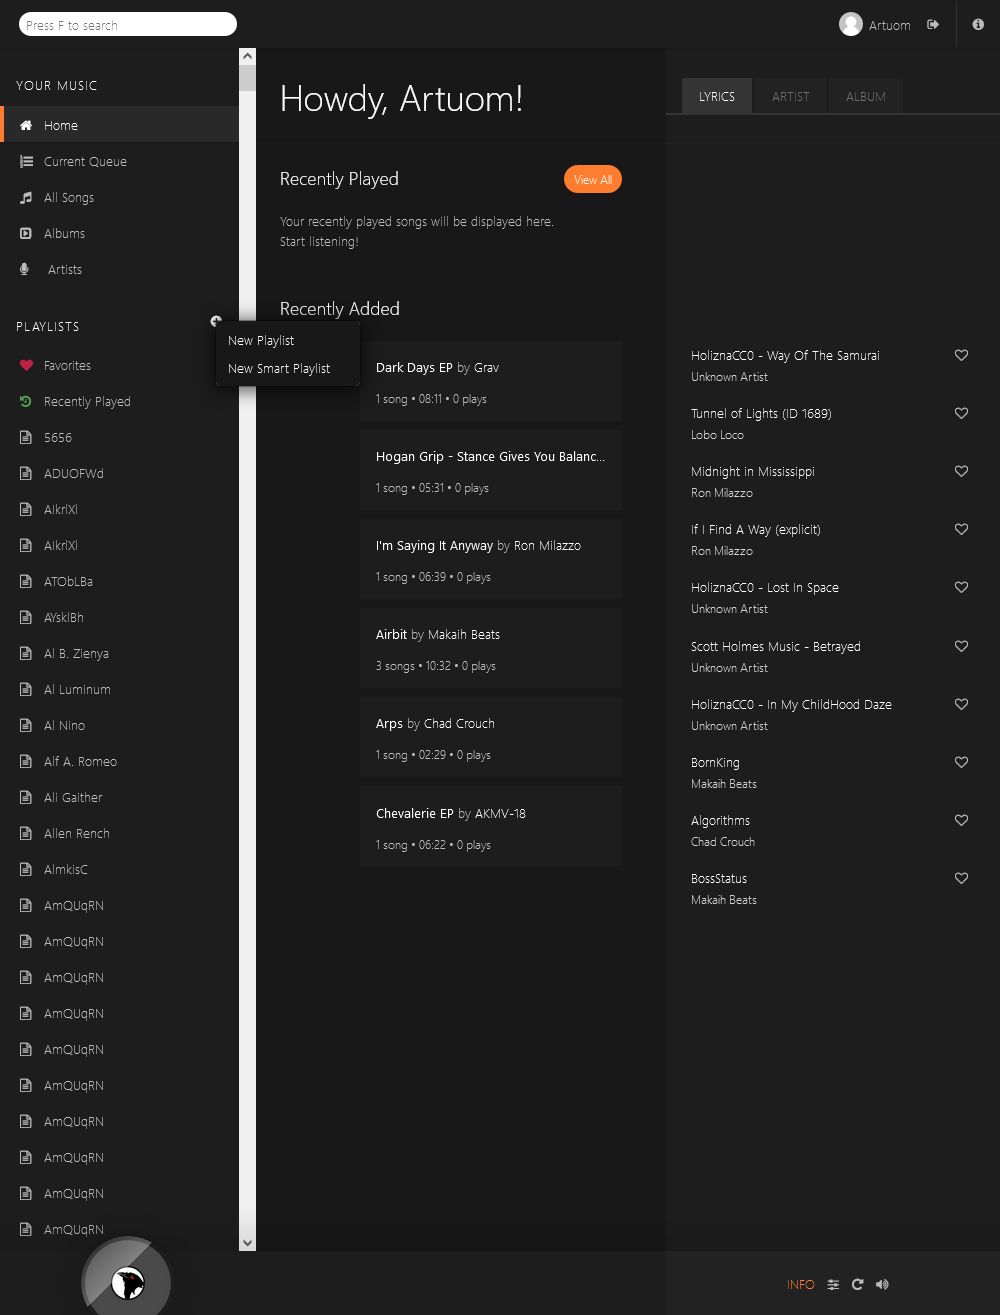 Press F to search
Artuom
YOUR MUSIC
Home
Current Queue
All Songs
Albums
Artists
PLAYLISTS
Favorites
Recently Played
5656
ADUOFWd
AIkrlXl
AIkrlXl
ATObLBa
AYsklBh
Al B. Zienya
Al Luminum
Al Nino
Alf A. Romeo
Ali Gaither
Allen Rench
AlmkisC
AmQUqRN
AmQUqRN
AmQUqRN
AmQUqRN
AmQUqRN
AmQUqRN
AmQUqRN
AmQUqRN
AmQUqRN
AmQUqRN
New Playlist
New Smart Playlist
Howdy, Artuom!
Recently Played
View All
Your recently played songs will be displayed here.
Start listening!
Recently Added
Dark Days EP by Grav
1 song • 08:11 • 0 plays
Hogan Grip - Stance Gives You Balanc...
1 song • 05:31 • 0 plays
I'm Saying It Anyway by Ron Milazzo
1 song • 06:39 • 0 plays
Airbit by Makaih Beats
3 songs • 10:32 • 0 plays
Arps by Chad Crouch
1 song • 02:29 • 0 plays
Chevalerie EP by AKMV-18
1 song • 06:22 • 0 plays
LYRICS
ARTIST
ALBUM
HoliznaCC0 - Way Of The Samurai
Unknown Artist
Tunnel of Lights (ID 1689)
Lobo Loco
Midnight in Mississippi
Ron Milazzo
If I Find A Way (explicit)
Ron Milazzo
HoliznaCC0 - Lost In Space
Unknown Artist
Scott Holmes Music - Betrayed
Unknown Artist
HoliznaCC0 - In My ChildHood Daze
Unknown Artist
BornKing
Makaih Beats
Algorithms
Chad Crouch
BossStatus
Makaih Beats
INFO